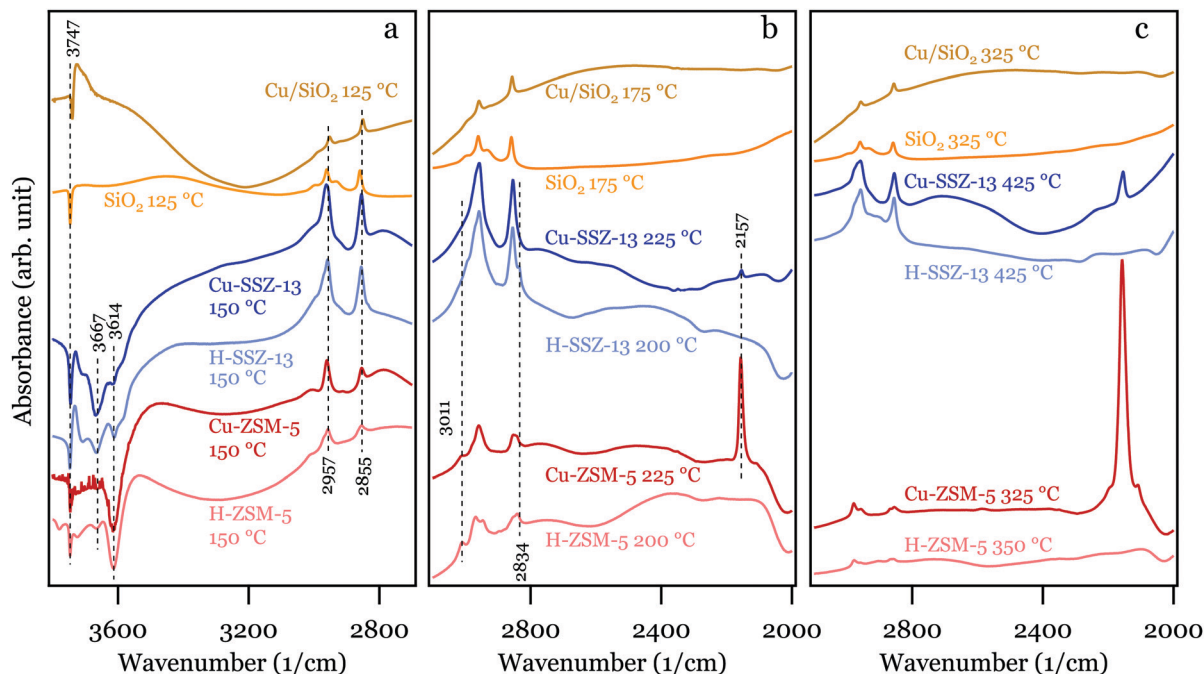 Absorbance (arb. unit)
a
3747
Cu/SiO₂ 125 °C
SiO₂ 125 °C
Cu-SSZ-13
150 °C
3667
3614
H-SSZ-13
150 °C
Cu-ZSM-5
150 °C
2957
2855
H-ZSM-5
150 °C
3600
3200
2800
Wavenumber (1/cm)
b
Cu/SiO₂ 175 °C
SiO₂ 175 °C
Cu-SSZ-13 225 °C
2157
H-SSZ-13 200 °C
3011
Cu-ZSM-5 225 °C
H-ZSM-5 200 °C
2834
2800
2400
2000
Wavenumber (1/cm)
c
Cu/SiO₂ 325 °C
SiO₂ 325 °C
Cu-SSZ-13 425 °C
H-SSZ-13 425 °C
Cu-ZSM-5 325 °C
H-ZSM-5 350 °C
2800
2400
2000
Wavenumber (1/cm)